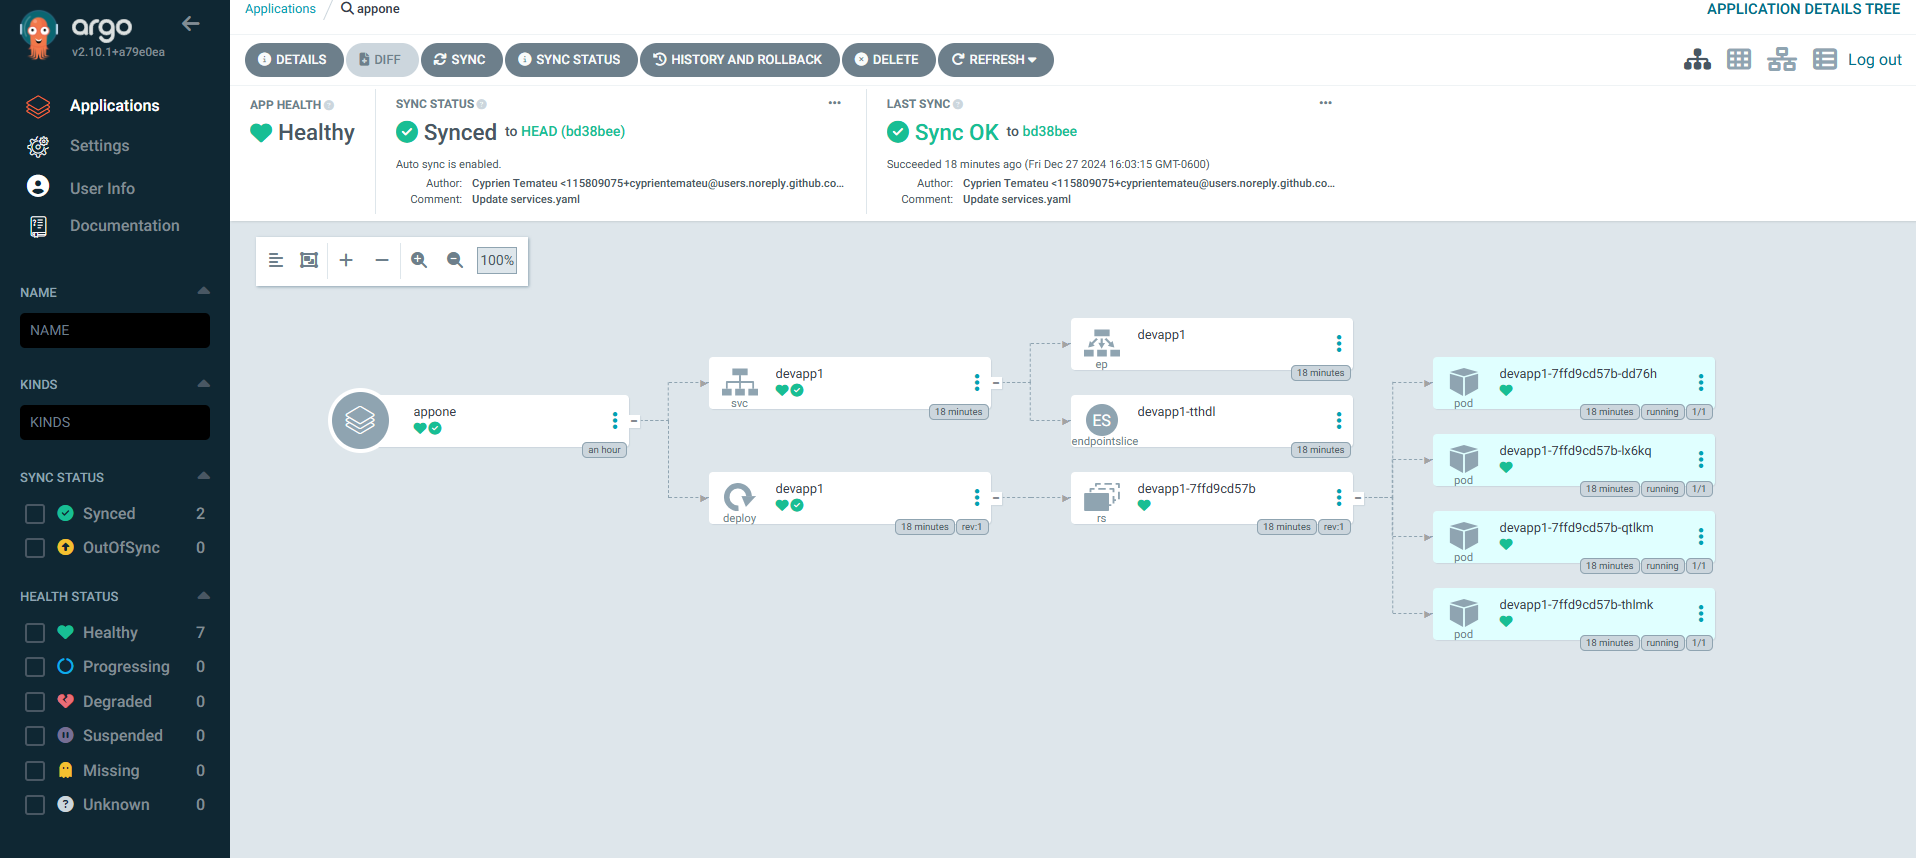 argo
v2.10.1+a79e0ea
Applications
Settings
User Info
Documentation
NAME
NAME
KINDS
KINDS
SYNC STATUS
Synced 2
OutOfSync 0
HEALTH STATUS
Healthy 7
Progressing 0
Degraded 0
Suspended 0
Missing 0
Unknown 0
Applications / appone
APPLICATION DETAILS TREE
DETAILS DIFF SYNC SYNC STATUS HISTORY AND ROLLBACK DELETE REFRESH
Log out
APP HEALTH
Healthy
SYNC STATUS
Synced to HEAD (bd38bee)
Auto sync is enabled.
Author: Cyprien Temateu <115809075+cyprientemateu@users.noreply.github.co...
Comment: Update services.yaml
LAST SYNC
Sync OK to bd38bee
Succeeded 18 minutes ago (Fri Dec 27 2024 16:03:15 GMT-0600)
Author: Cyprien Temateu <115809075+cyprientemateu@users.noreply.github.co...
Comment: Update services.yaml
100%
appone
an hour
devapp1
svc
18 minutes
devapp1
deploy
18 minutes rev:1
devapp1
ep
18 minutes
ES
devapp1-tthdl
endpointslice
18 minutes
devapp1-7ffd9cd57b
rs
18 minutes rev:1
devapp1-7ffd9cd57b-dd76h
pod
18 minutes running 1/1
devapp1-7ffd9cd57b-lx6kq
pod
18 minutes running 1/1
devapp1-7ffd9cd57b-qtlkm
pod
18 minutes running 1/1
devapp1-7ffd9cd57b-thlmk
pod
18 minutes running 1/1